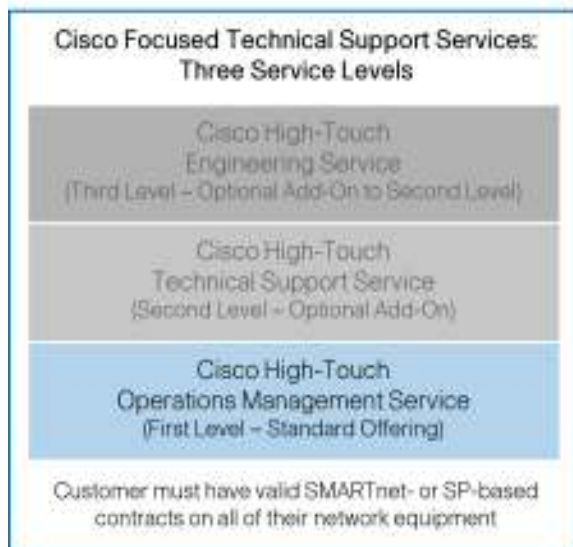 Cisco Focused Technical Support Services:
Three Service Levels
Cisco High-Touch
Engineering Service
(Third Level – Optional Add-On to Second Level)
Cisco High-Touch
Technical Support Service
(Second Level – Optional Add-On)
Cisco High-Touch
Operations Management Service
(First Level – Standard Offering)
Customer must have valid SMARTnet- or SP-based
contracts on all of their network equipment